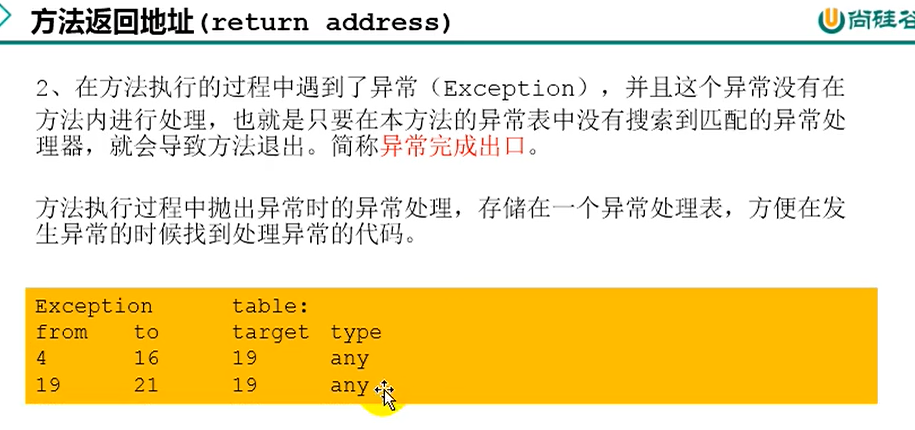 方法返回地址(return address)
尚硅谷
2、在方法执行的过程中遇到了异常（Exception），并且这个异常没有在
方法内进行处理，也就是只要在本方法的异常表中没有搜索到匹配的异常处
理器，就会导致方法退出。简称异常完成出口。
方法执行过程中抛出异常时的异常处理，存储在一个异常处理表，方便在发
生异常的时候找到处理异常的代码。
Exception table:
from to target type
4 16 19 any
19 21 19 any